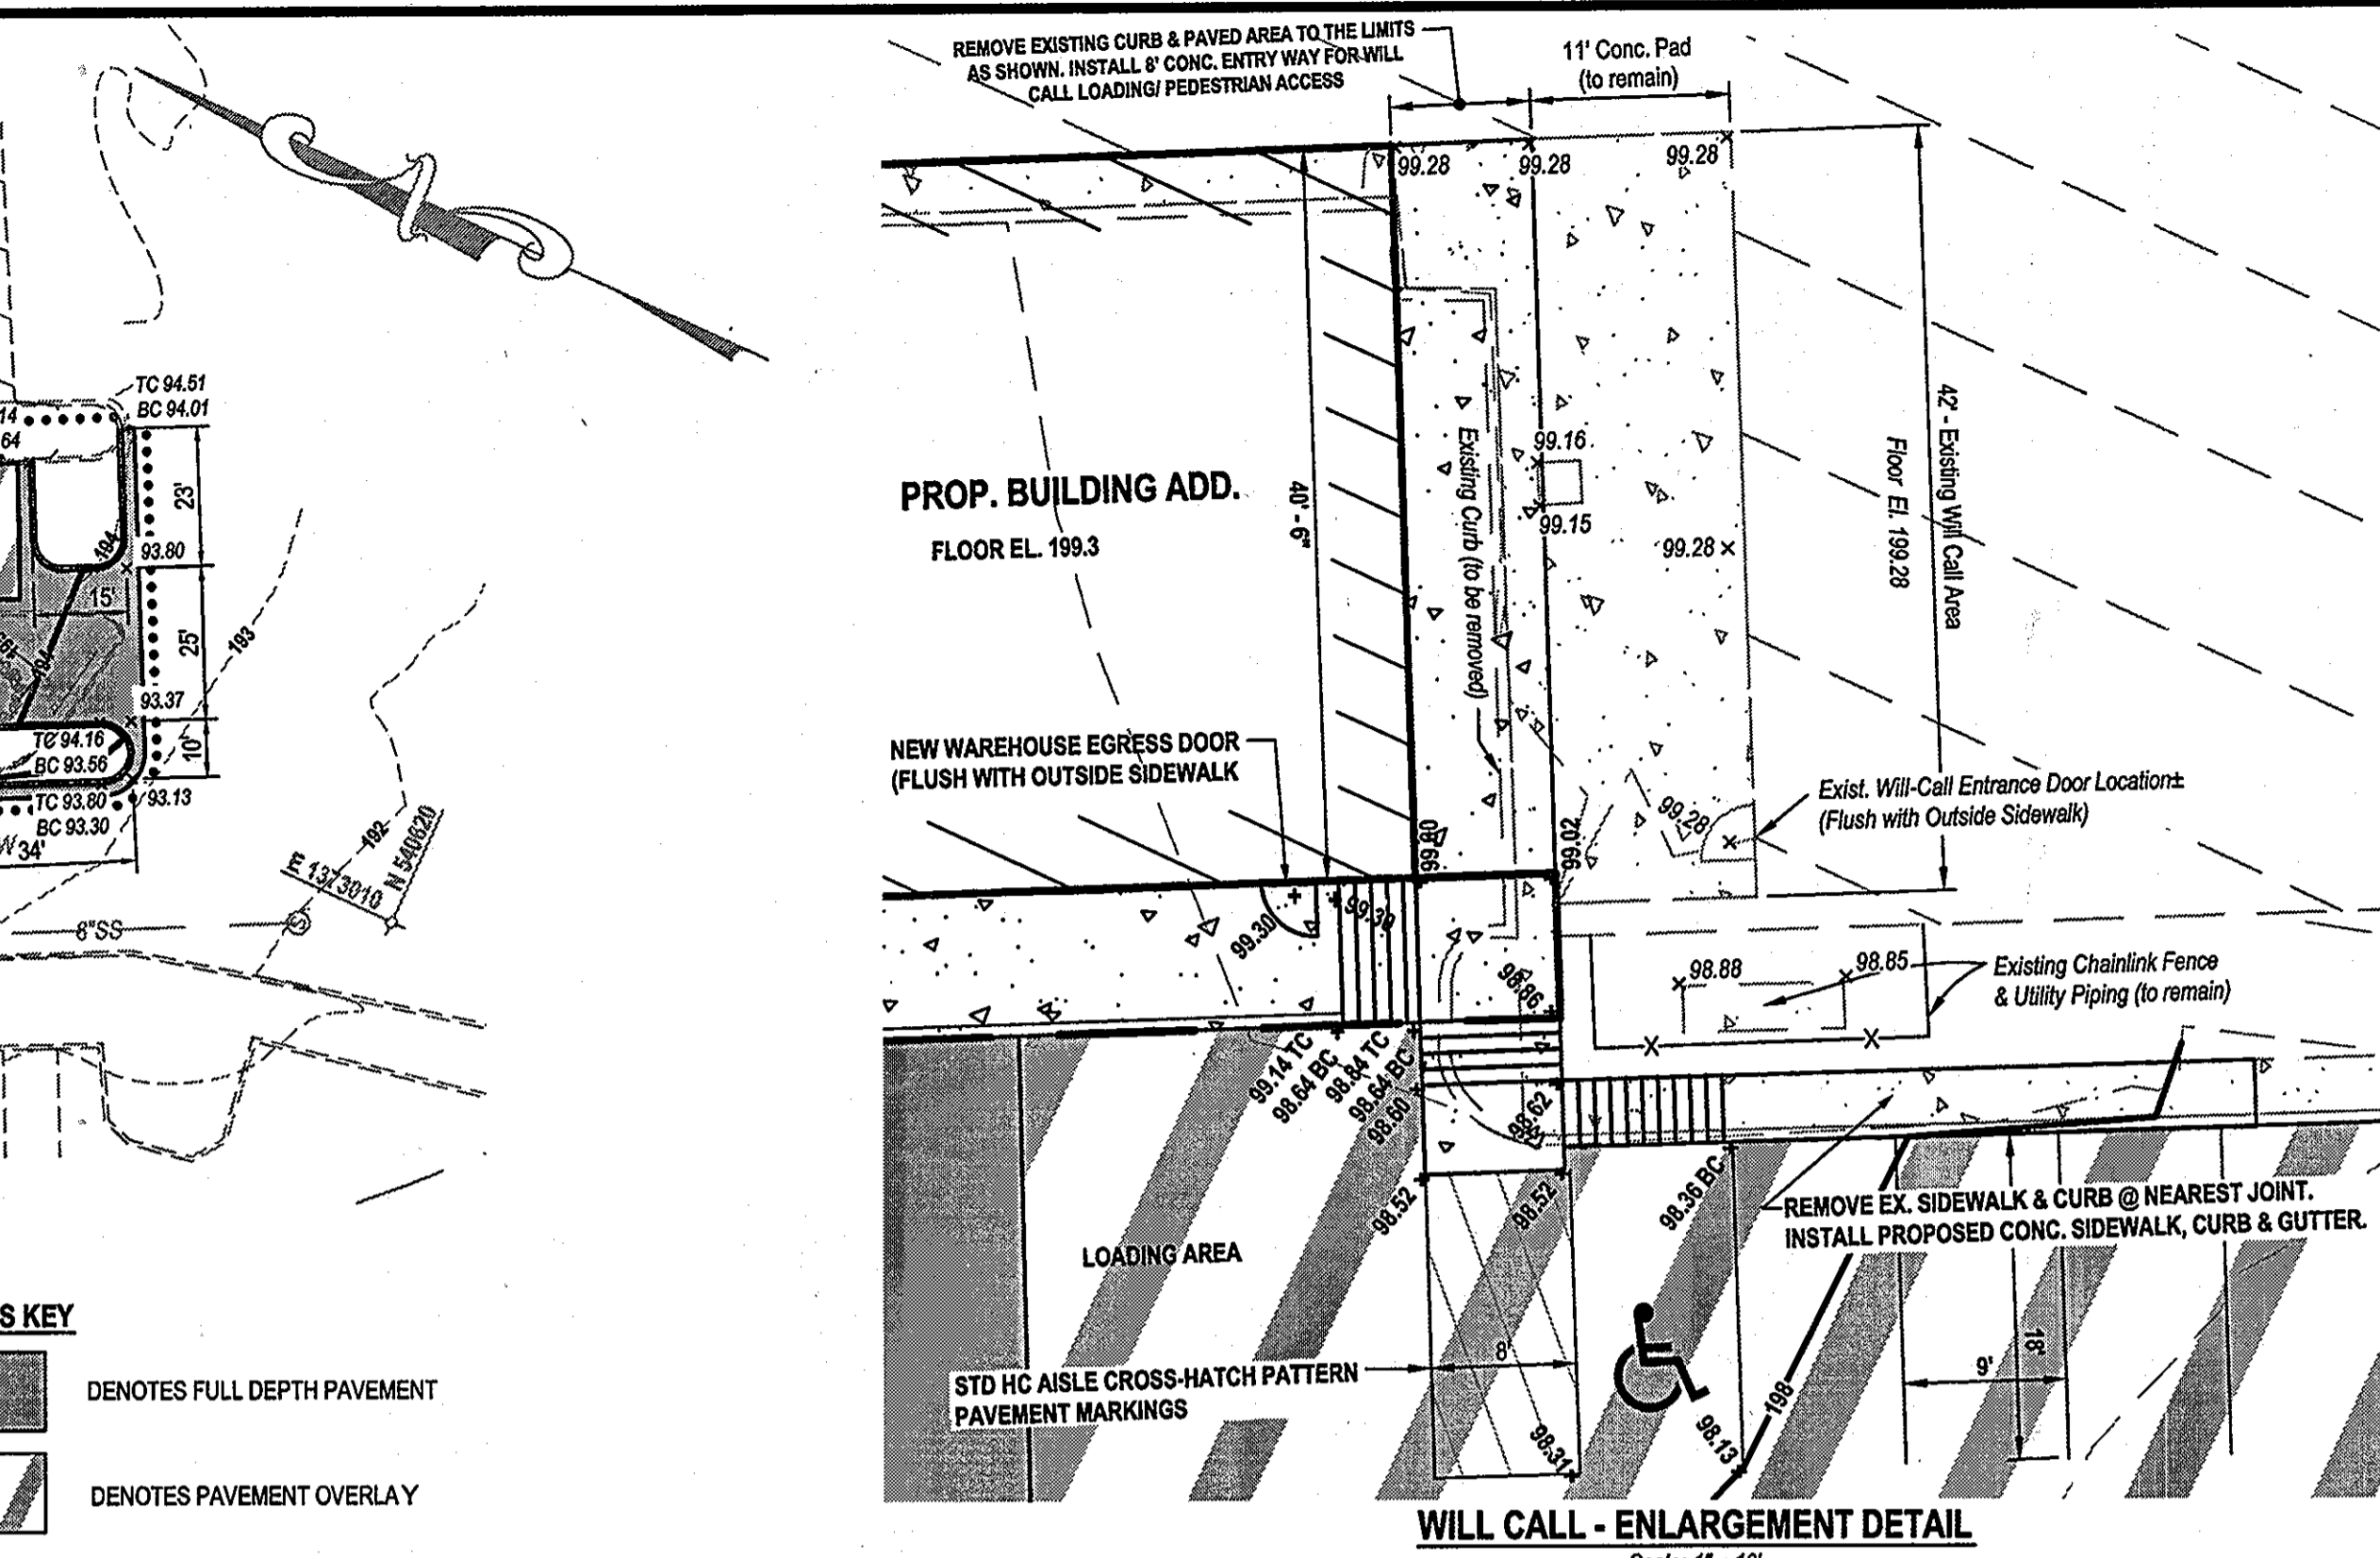 REMOVE EXISTING CURB & PAVED AREA TO THE LIMITS
AS SHOWN. INSTALL 8' CONC. ENTRY WAY FOR WILL
CALL LOADING/ PEDESTRIAN ACCESS
11' Conc. Pad
(to remain)
99.28
99.28
99.28
TC 94.51
BC 94.01
14
64
23'
194
93.80
15'
25'
193
194
93.37
TC 94.16
BC 93.56
10'
TC 93.80
BC 93.30
93.13
34'
192
E 1373010
N 540620
8"SS
S
PROP. BUILDING ADD.
FLOOR EL. 199.3
40' - 6"
Existing Curb (to be removed)
99.16
99.15
99.28
42' - Existing Will Call Area
Floor El. 199.28
NEW WAREHOUSE EGRESS DOOR
(FLUSH WITH OUTSIDE SIDEWALK
Exist. Will-Call Entrance Door Location±
(Flush with Outside Sidewalk)
99.28
99.00
99.02
99.30
99.30
98.86
98.88
98.85
Existing Chainlink Fence
& Utility Piping (to remain)
99.14 TC
98.64 BC
98.84 TC
98.64 BC
98.60
98.62
98.52
98.52
98.36 BC
REMOVE EX. SIDEWALK & CURB @ NEAREST JOINT.
INSTALL PROPOSED CONC. SIDEWALK, CURB & GUTTER.
LOADING AREA
8'
9'
18'
STD HC AISLE CROSS-HATCH PATTERN
PAVEMENT MARKINGS
198
98.31
98.13
S KEY
DENOTES FULL DEPTH PAVEMENT
DENOTES PAVEMENT OVERLAY
WILL CALL - ENLARGEMENT DETAIL